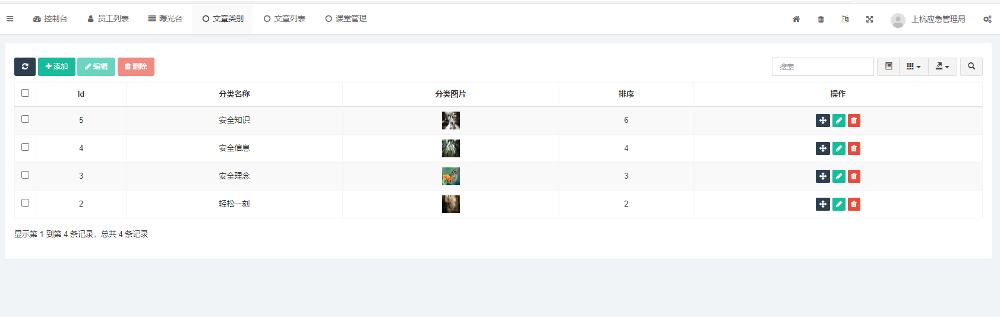 控制台 员工列表 曝光台 文章类别 文章列表 课堂管理 上杭应急管理局
添加 编辑 删除 搜索
Id 分类名称 分类图片 排序 操作
5 安全知识 6
4 安全信息 4
3 安全理念 3
2 轻松一刻 2
显示第 1 到第 4 条记录，总共 4 条记录